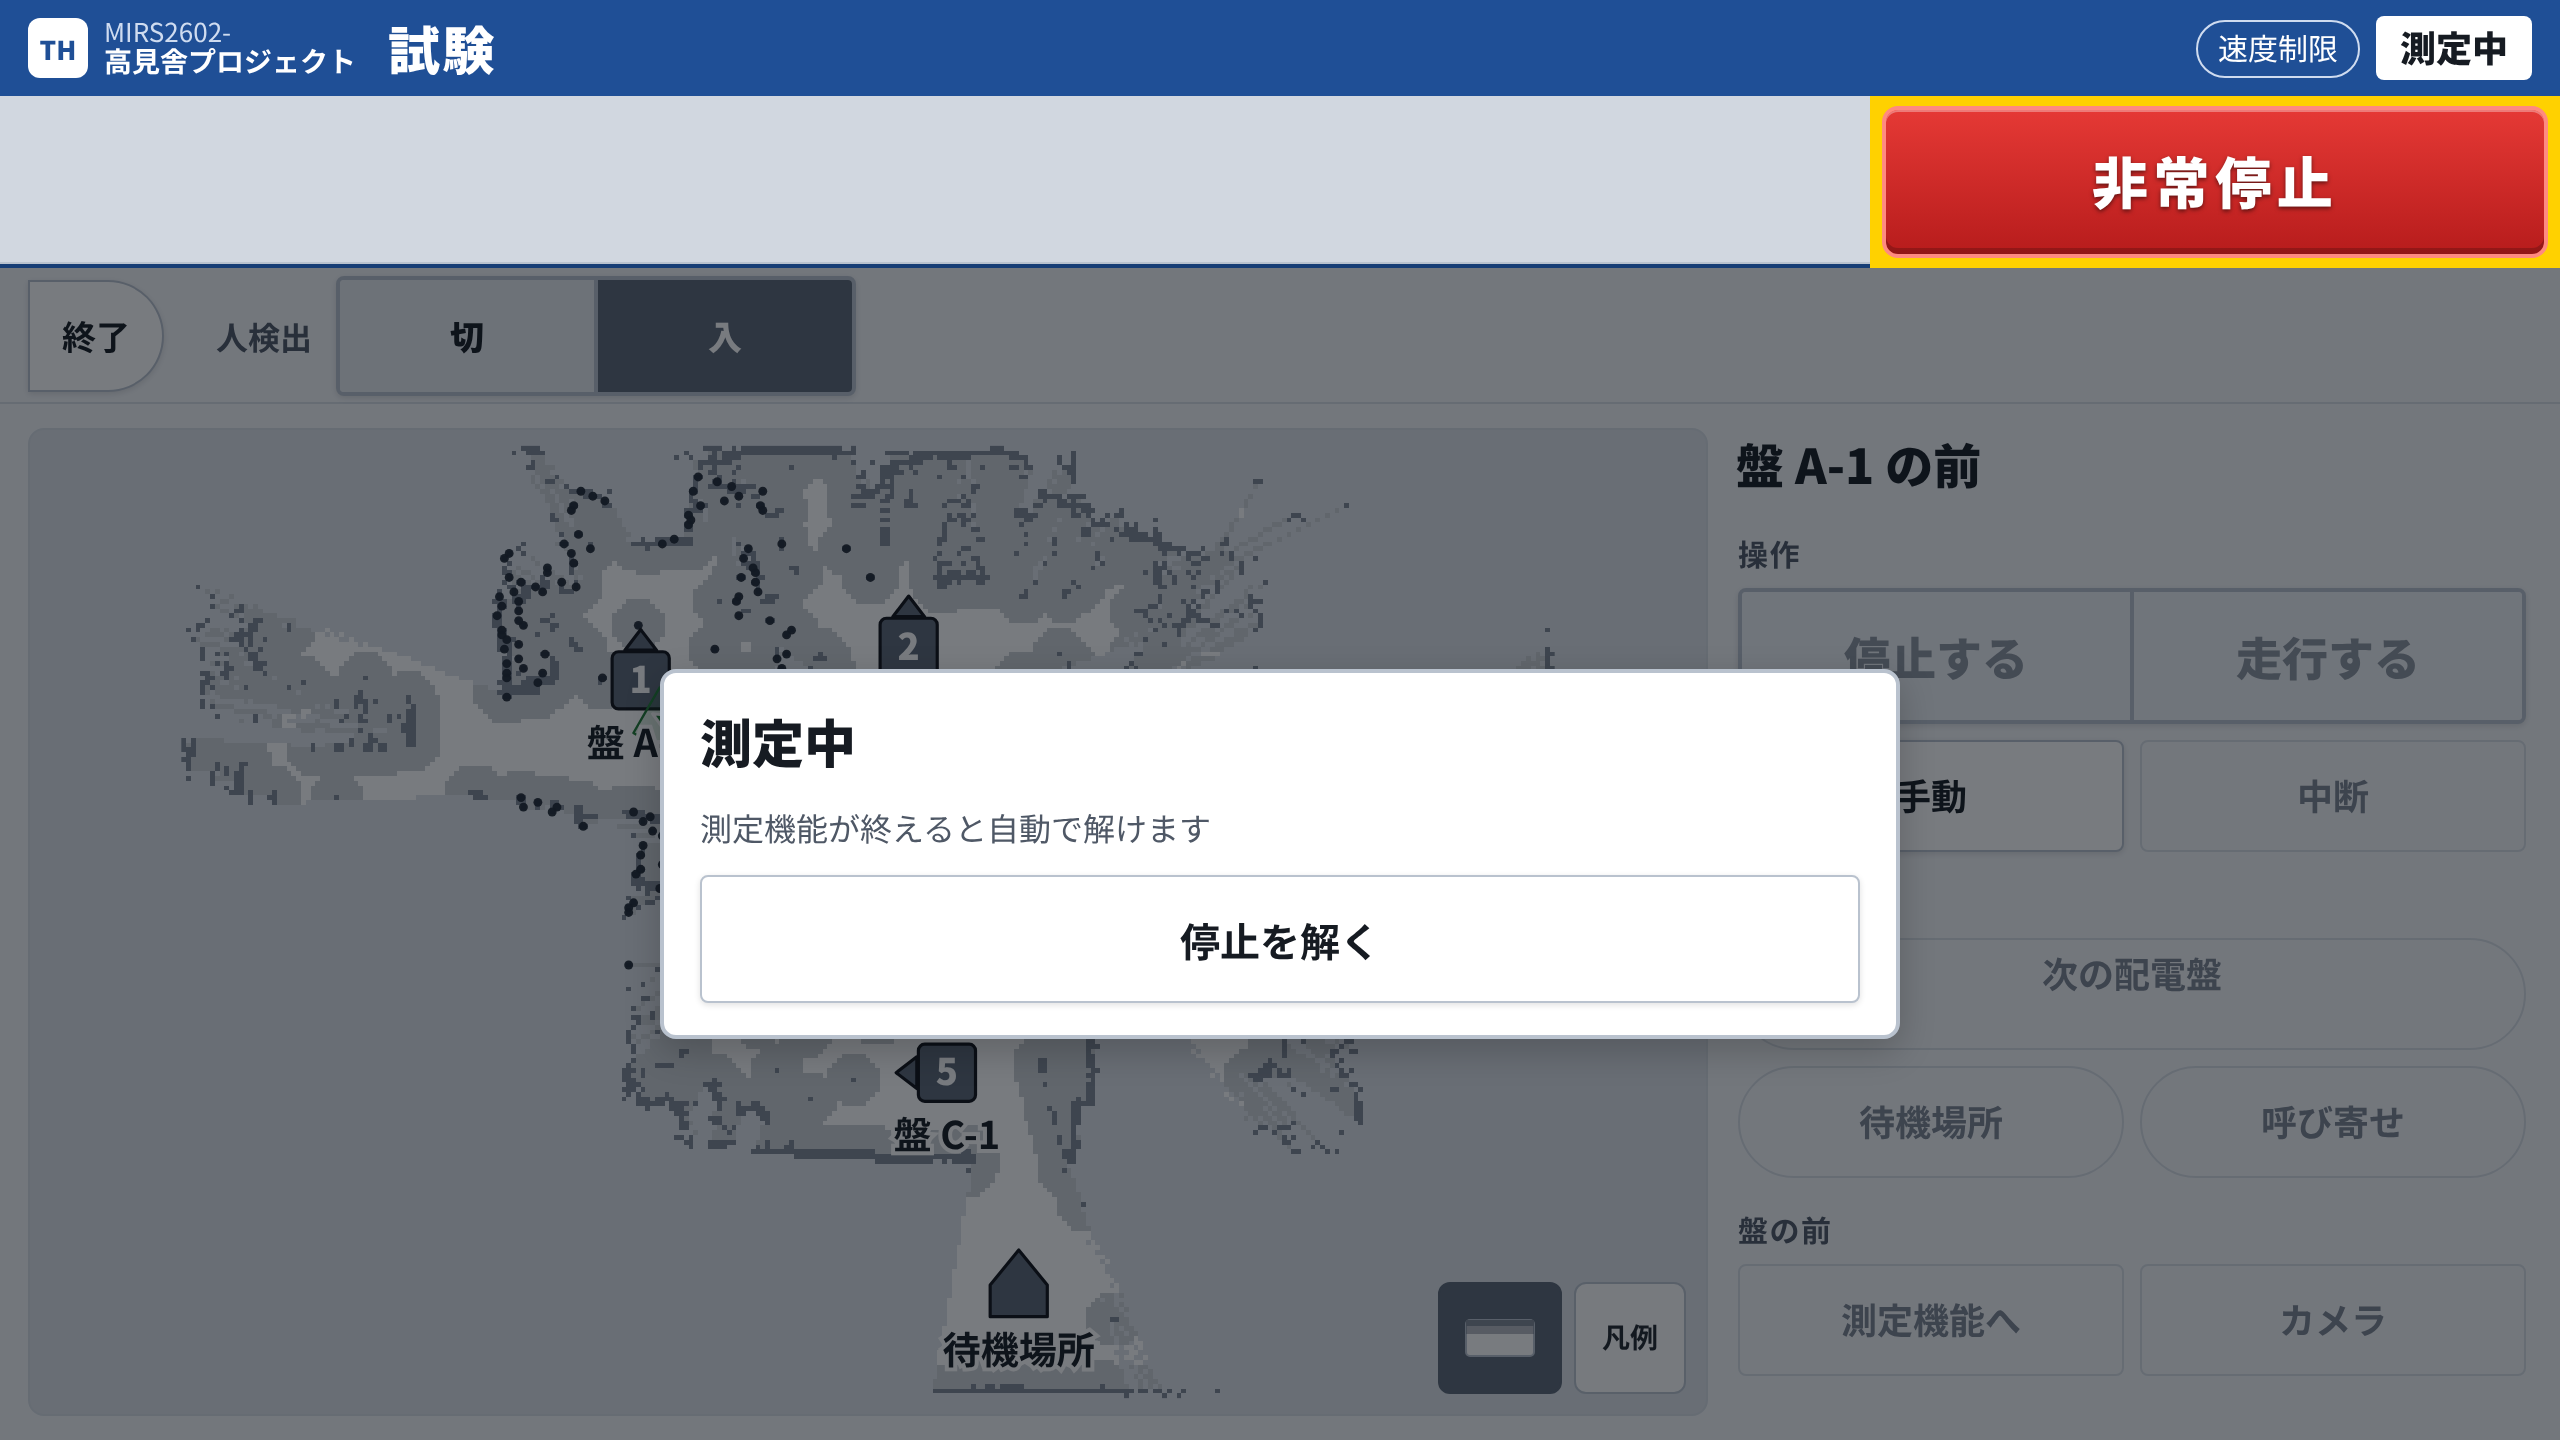 TH
MIRS2602-
高見舎プロジェクト
試験
速度制限
測定中
非常停止
終了
人検出
切
入
盤 A-1 の前
操作
停止する
走行する
手動
中断
次の配電盤
待機場所
呼び寄せ
盤の前
測定機能へ
カメラ
1
盤 A
2
測定中
測定機能が終えると自動で解けます
停止を解く
5
盤 C-1
待機場所
凡例